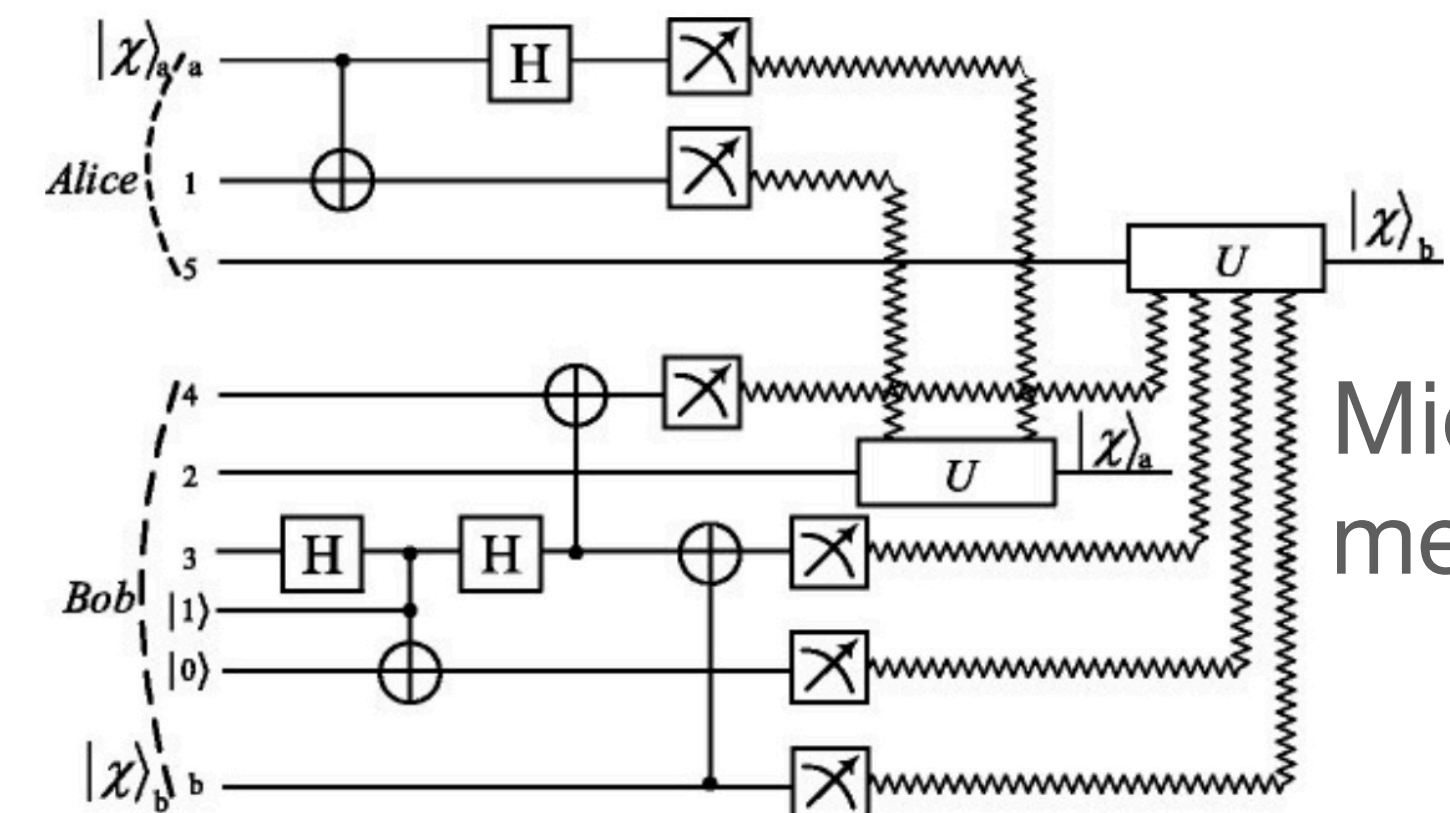 |χ⟩a a
H
Alice 1
5
U |χ⟩b
4
2
U |χ⟩a
3 H H
Bob |1⟩
|0⟩
|χ⟩b b